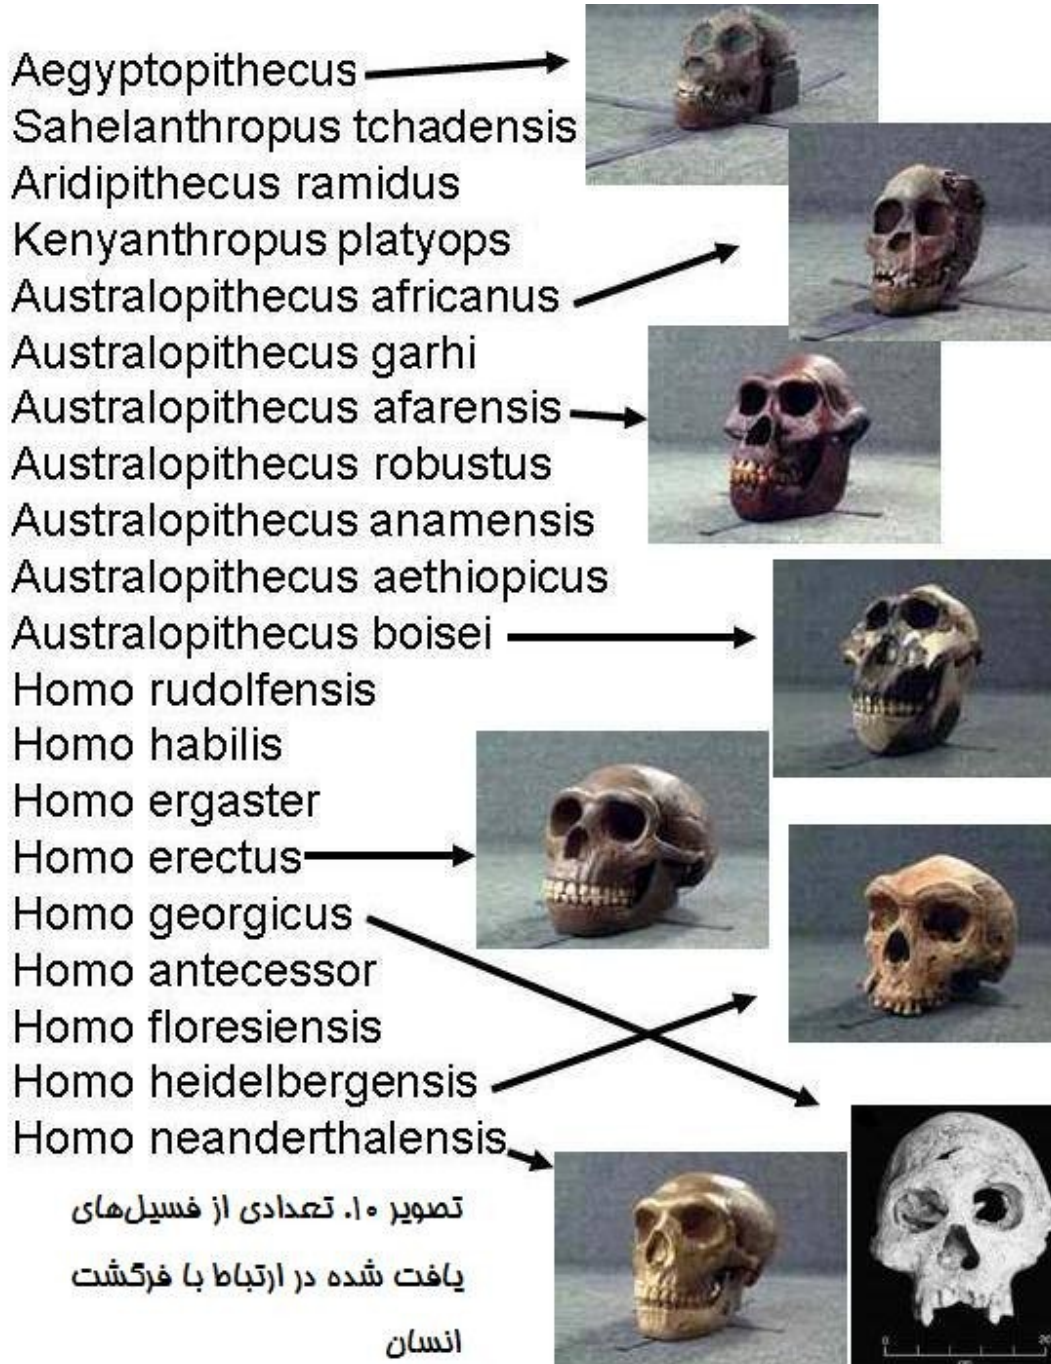 Aegyptopithecus
Sahelanthropus tchadensis
Aridipithecus ramidus
Kenyanthropus platyops
Australopithecus africanus
Australopithecus garhi
Australopithecus afarensis
Australopithecus robustus
Australopithecus anamensis
Australopithecus aethiopicus
Australopithecus boisei
Homo rudolfensis
Homo habilis
Homo ergaster
Homo erectus
Homo georgicus
Homo antecessor
Homo floresiensis
Homo heidelbergensis
Homo neanderthalensis
تصویر ۱۰. تعدادی از فسیل‌های
یافت شده در ارتباط با فرگشت
انسان
0